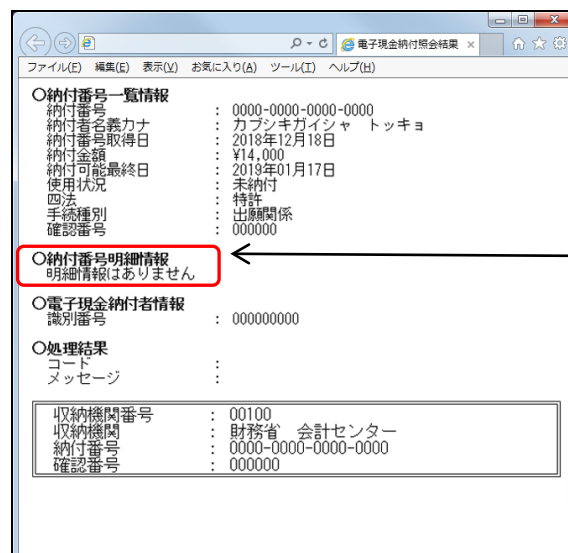 電子現金納付照会結果
ファイル(F) 編集(E) 表示(V) お気に入り(A) ツール(T) ヘルプ(H)
○納付番号一覧情報
納付番号 : 0000-0000-0000-0000
納付者名義カナ : カブシキガイシャ トッキョ
納付番号取得日 : 2018年12月18日
納付金額 : ¥14,000
納付可能最終日 : 2019年01月17日
使用状況 : 未納付
四法 : 特許
手続種別 : 出願関係
確認番号 : 000000
○納付番号明細情報
明細情報はありません
○電子現金納付者情報
識別番号 : 000000000
○処理結果
コード :
メッセージ :
収納機関番号 : 00100
収納機関 : 財務省 会計センター
納付番号 : 0000-0000-0000-0000
確認番号 : 000000